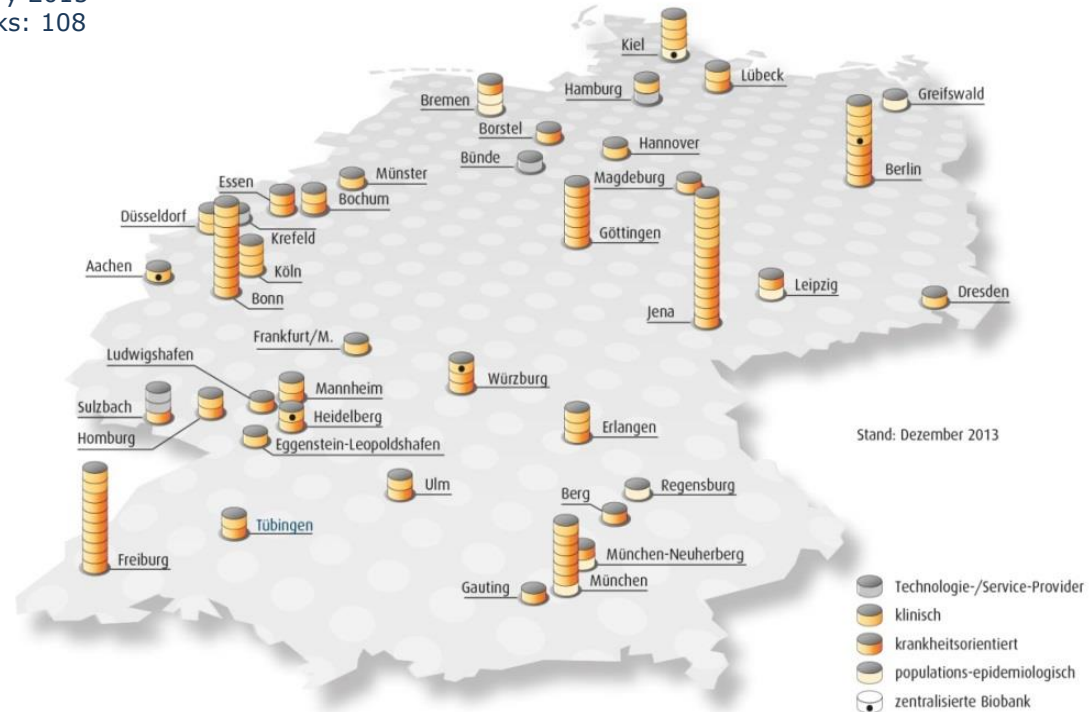 ks: 108
Kiel
Lübeck
Hamburg
Greifswald
Bremen
Borstel
Hannover
Bünde
Berlin
Münster
Magdeburg
Essen
Bochum
Düsseldorf
Göttingen
Krefeld
Aachen
Köln
Leipzig
Dresden
Bonn
Jena
Frankfurt/M.
Ludwigshafen
Würzburg
Mannheim
Sulzbach
Heidelberg
Erlangen
Homburg
Eggenstein-Leopoldshafen
Stand: Dezember 2013
Ulm
Regensburg
Berg
Tübingen
München-Neuherberg
Freiburg
München
Gauting
Technologie-/Service-Provider
klinisch
krankheitsorientiert
populations-epidemiologisch
zentralisierte Biobank